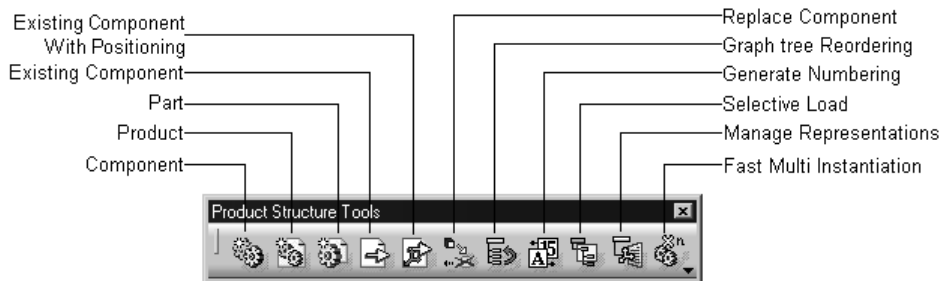 Existing Component
With Positioning
Existing Component
Part
Product
Component
Replace Component
Graph tree Reordering
Generate Numbering
Selective Load
Manage Representations
Fast Multi Instantiation
Product Structure Tools